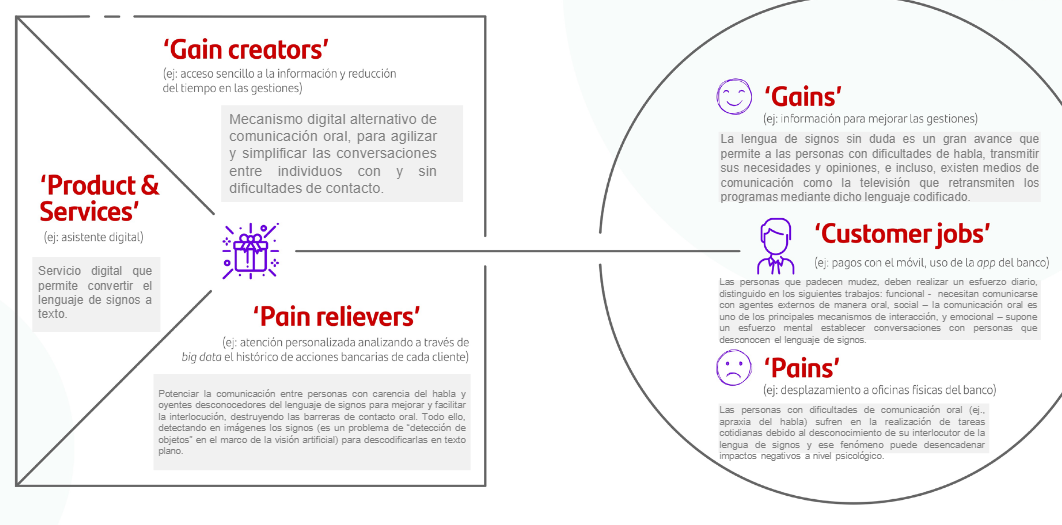 ‘Gain creators’
(ej: acceso sencillo a la información y reducción
del tiempo en las gestiones)
Mecanismo digital alternativo de
comunicación oral, para agilizar
y simplificar las conversaciones
entre individuos con y sin
dificultades de contacto.
‘Product &
Services’
(ej: asistente digital)
Servicio digital que
permite convertir el
lenguaje de signos a
texto.
‘Pain relievers’
(ej: atención personalizada analizando a través de
big data el histórico de acciones bancarias de cada cliente)
Potenciar la comunicación entre personas con carencia del habla y
oyentes desconocedores del lenguaje de signos para mejorar y facilitar
la interlocución, destruyendo las barreras de contacto oral. Todo ello,
detectando en imágenes los signos (es un problema de “detección de
objetos” en el marco de la visión artificial) para descodificarlas en texto
plano.
‘Gains’
(ej: información para mejorar las gestiones)
La lengua de signos sin duda es un gran avance que
permite a las personas con dificultades de habla, transmitir
sus necesidades y opiniones, e incluso, existen medios de
comunicación como la televisión que retransmiten los
programas mediante dicho lenguaje codificado.
‘Customer jobs’
(ej: pagos con el móvil, uso de la app del banco)
Las personas que padecen mudez, deben realizar un esfuerzo diario,
distinguido en los siguientes trabajos: funcional - necesitan comunicarse
con agentes externos de manera oral, social – la comunicación oral es
uno de los principales mecanismos de interacción, y emocional – supone
un esfuerzo mental establecer conversaciones con personas que
desconocen el lenguaje de signos.
‘Pains’
(ej: desplazamiento a oficinas físicas del banco)
Las personas con dificultades de comunicación oral (ej..
apraxia del habla) sufren en la realización de tareas
cotidianas debido al desconocimiento de su interlocutor de la
lengua de signos y ese fenómeno puede desencadenar
impactos negativos a nivel psicológico.